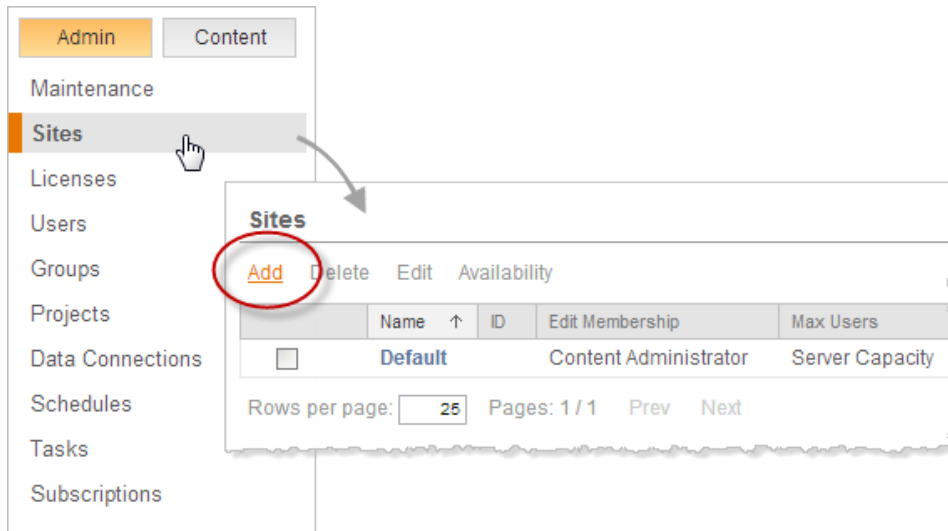 Admin Content
Maintenance
Sites
Licenses
Users
Groups
Projects
Data Connections
Schedules
Tasks
Subscriptions
Sites
Add Delete Edit Availability
Name ↑ ID Edit Membership Max Users
Default Content Administrator Server Capacity
Rows per page: 25 Pages: 1 / 1 Prev Next